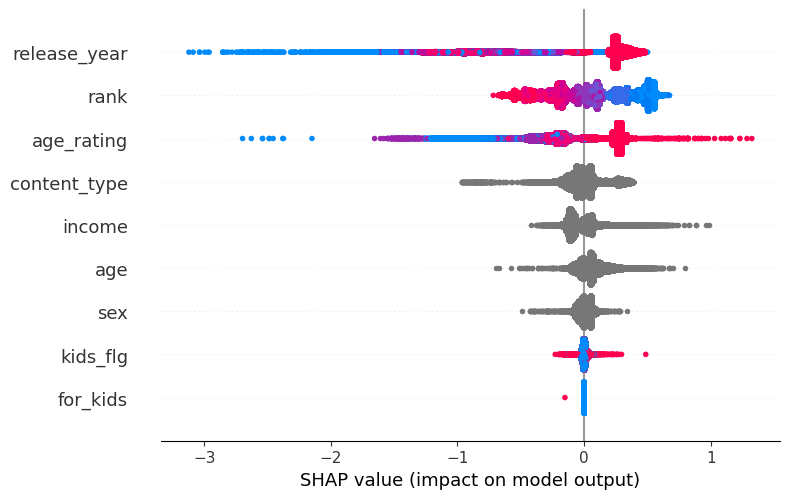 release_year
rank
age_rating
content_type
income
age
sex
kids_flg
for_kids
−3 −2 −1 0 1
SHAP value (impact on model output)